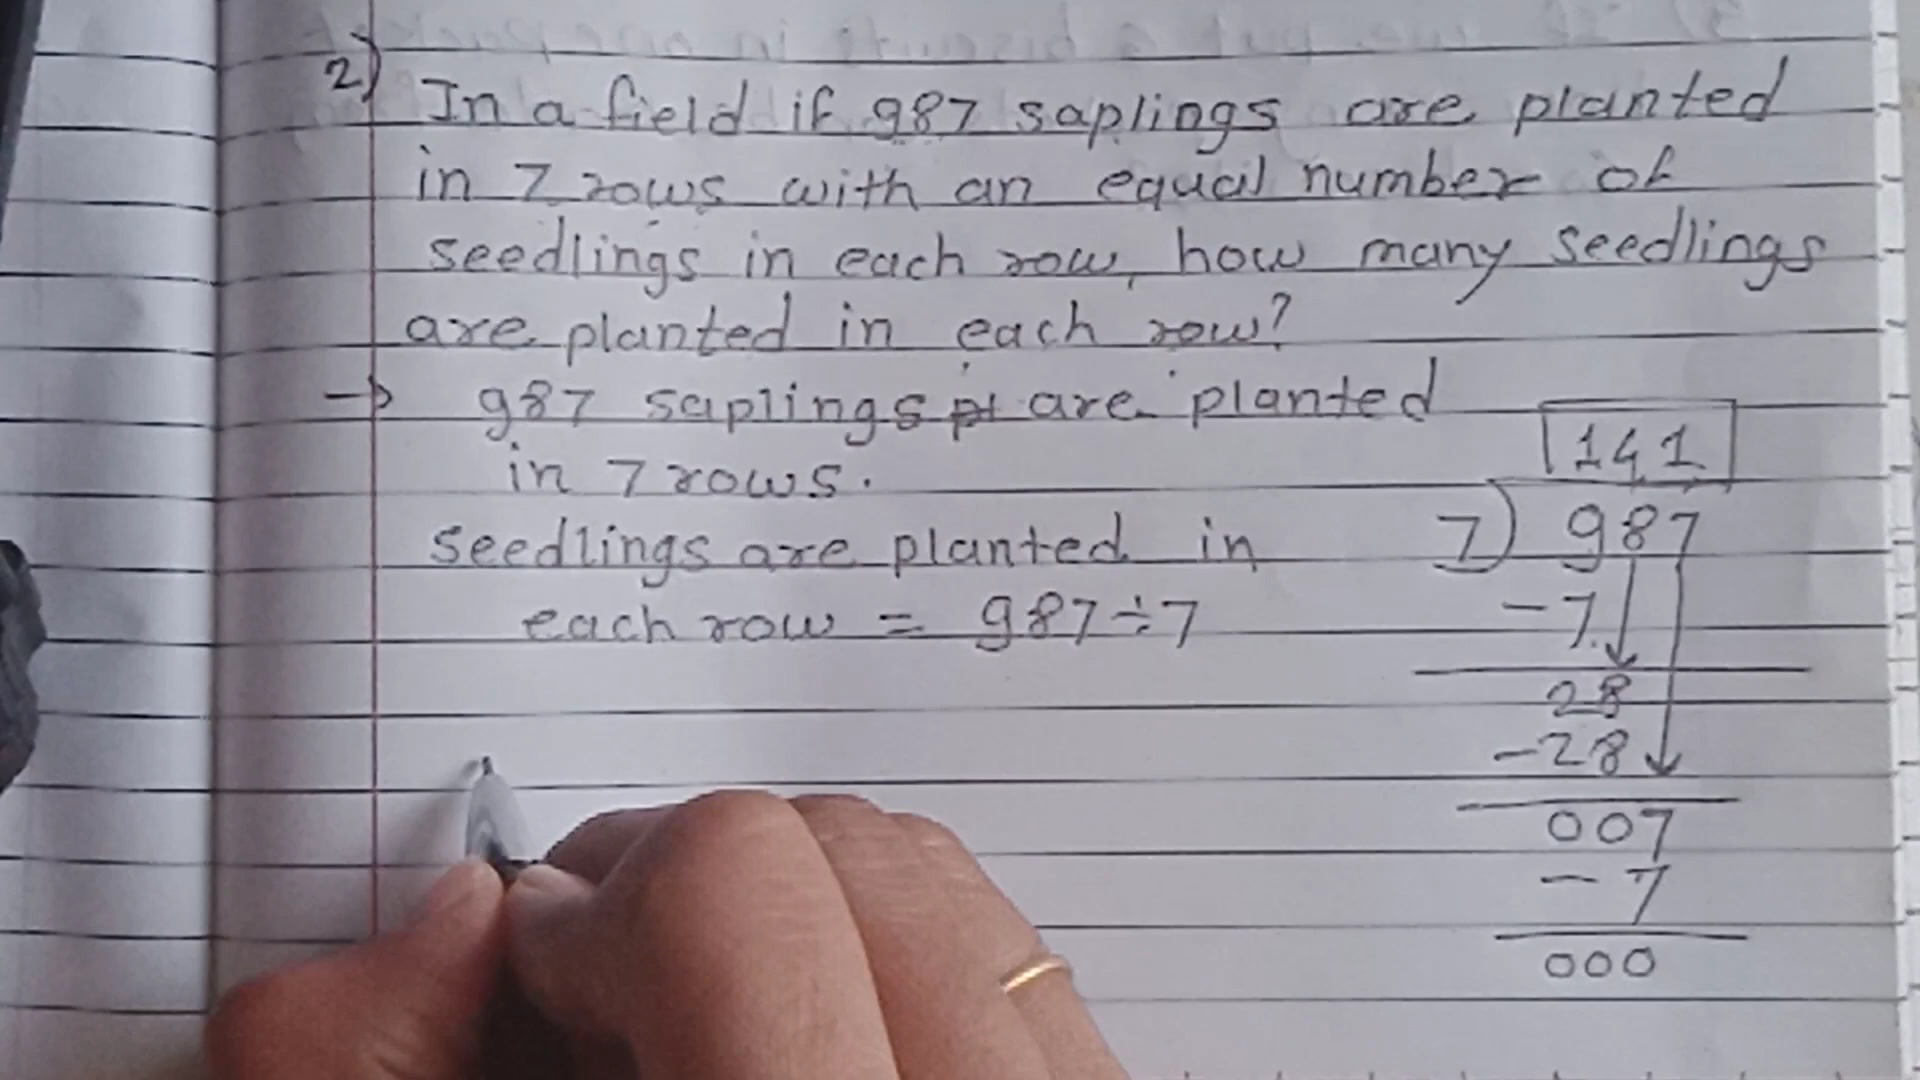 2) In a field if 987 saplings are planted
in 7 rows with an equal number of
seedlings in each row, how many seedlings
are planted in each row?
→ 987 saplings are planted
in 7 rows.
seedlings are planted in
each row = 987÷7
141
7) 987
-7
28
-28
007
- 7
000